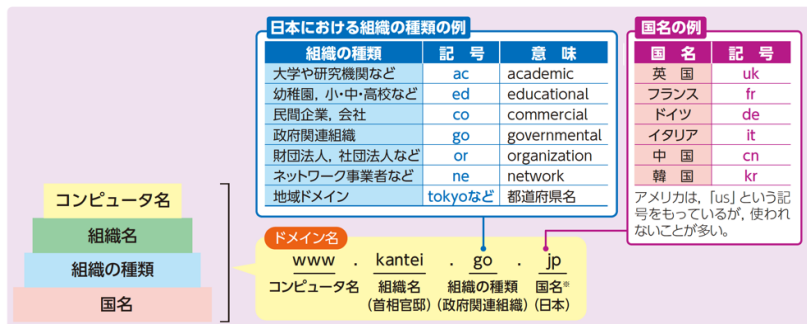 日本における組織の種類の例
組織の種類 記号 意味
大学や研究機関など ac academic
幼稚園，小・中・高校など ed educational
民間企業，会社 co commercial
政府関連組織 go governmental
財団法人，社団法人など or organization
ネットワーク事業者など ne network
地域ドメイン tokyoなど 都道府県名
国名の例
国名 記号
英国 uk
フランス fr
ドイツ de
イタリア it
中国 cn
韓国 kr
アメリカは，「us」という記
号をもっているが，使われ
ないことが多い。
コンピュータ名
組織名
組織の種類
国名
ドメイン名
www . kantei . go . jp
コンピュータ名 組織名 組織の種類 国名※
(首相官邸) (政府関連組織) (日本)